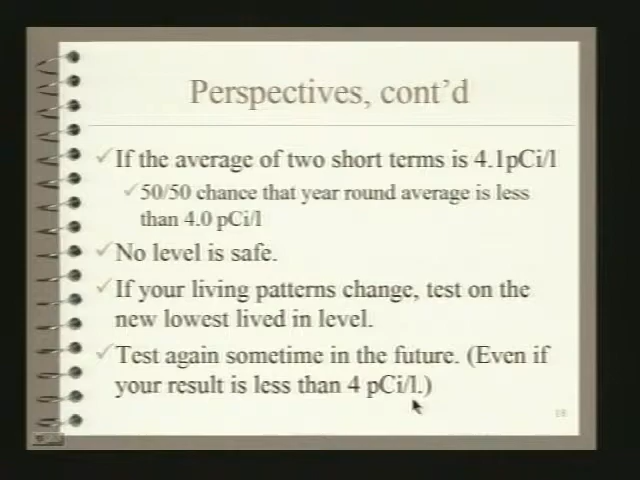 Perspectives, cont'd
If the average of two short terms is 4.1pCi/l
50/50 chance that year round average is less
than 4.0 pCi/l
No level is safe.
If your living patterns change, test on the
new lowest lived in level.
Test again sometime in the future. (Even if
your result is less than 4 pCi/l.)